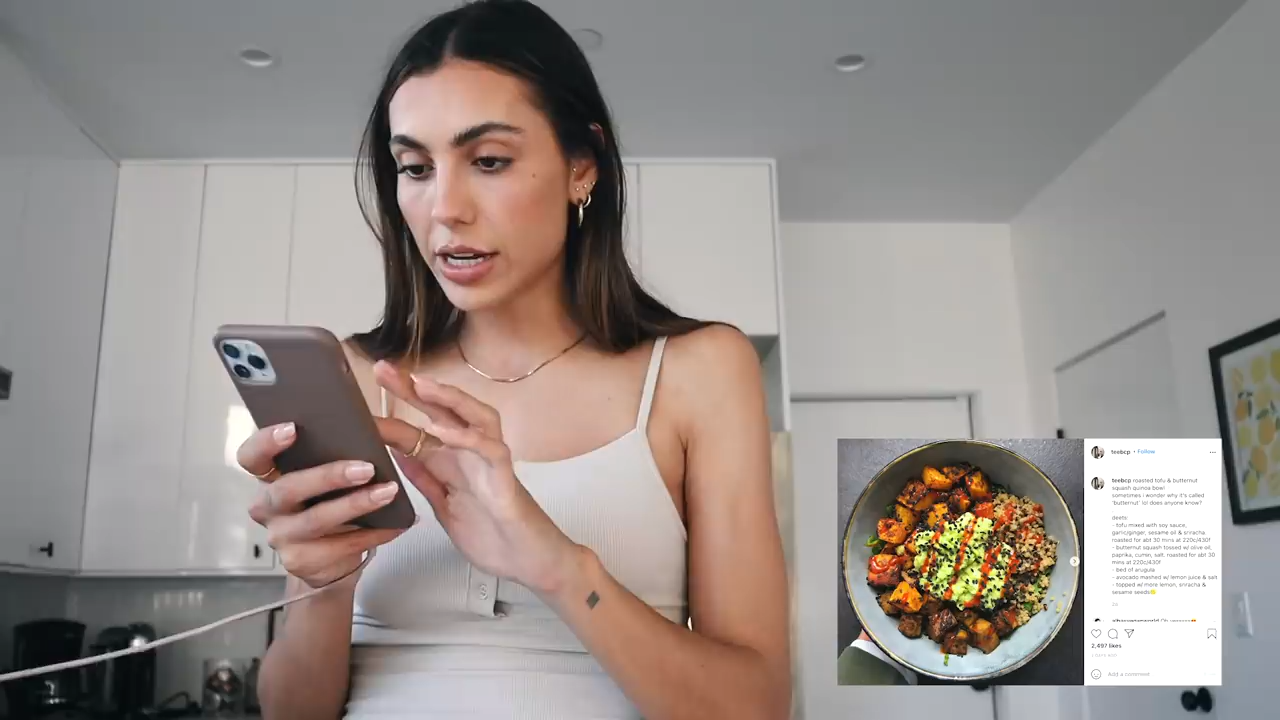 teebcp • Follow
teebcp roasted tofu & butternut
squash quinoa bowl
sometimes i wonder why it's called
'butternut' lol does anyone know?
deets:
- tofu mixed with soy sauce,
garlic/ginger, sesame oil & sriracha
roasted for abt 30 mins at 220c/430f
- butternut squash tossed w/ olive oil,
paprika, cumin, salt, roasted for abt 30
mins at 220c/430f
- bed of arugula
- avocado mashed w/ lemon juice & salt
- topped w/ more lemon, sriracha &
sesame seeds
2,497 likes
Add a comment